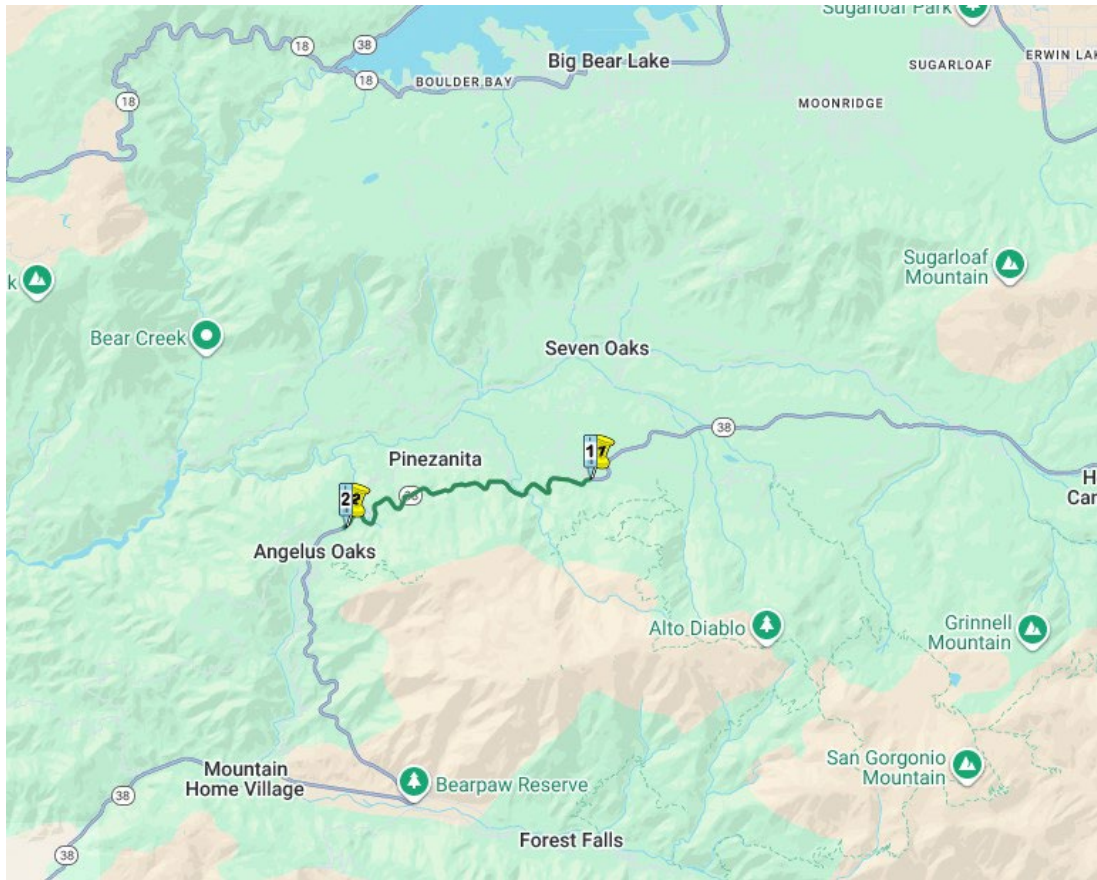 Sugarloaf Park
18
38
Big Bear Lake
ERWIN LAK
SUGARLOAF
18
BOULDER BAY
18
MOONRIDGE
Sugarloaf
Mountain
k
Bear Creek
Seven Oaks
38
1
Pinezanita
2
2
H
Can
Angelus Oaks
Alto Diablo
Grinnell
Mountain
San Gorgonio
Mountain
Mountain
Home Village
Bearpaw Reserve
38
Forest Falls
38